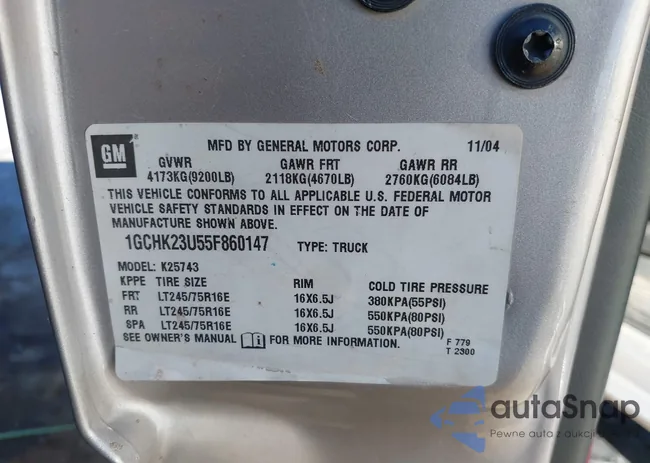 GM
MFD BY GENERAL MOTORS CORP. 11/04
GVWR GAWR FRT GAWR RR
4173KG(9200LB) 2118KG(4670LB) 2760KG(6084LB)
THIS VEHICLE CONFORMS TO ALL APPLICABLE U.S. FEDERAL MOTOR
VEHICLE SAFETY STANDARDS IN EFFECT ON THE DATE OF
MANUFACTURE SHOWN ABOVE.
1GCHK23U55F860147 TYPE: TRUCK
MODEL: K25743
KPPE TIRE SIZE RIM COLD TIRE PRESSURE
FRT LT245/75R16E 16X6.5J 380KPA(55PSI)
RR LT245/75R16E 16X6.5J 550KPA(80PSI)
SPA LT245/75R16E 16X6.5J 550KPA(80PSI)
SEE OWNER'S MANUAL FOR MORE INFORMATION.
F 779
T 2300
autaSnap
Pewne auta z aukcji